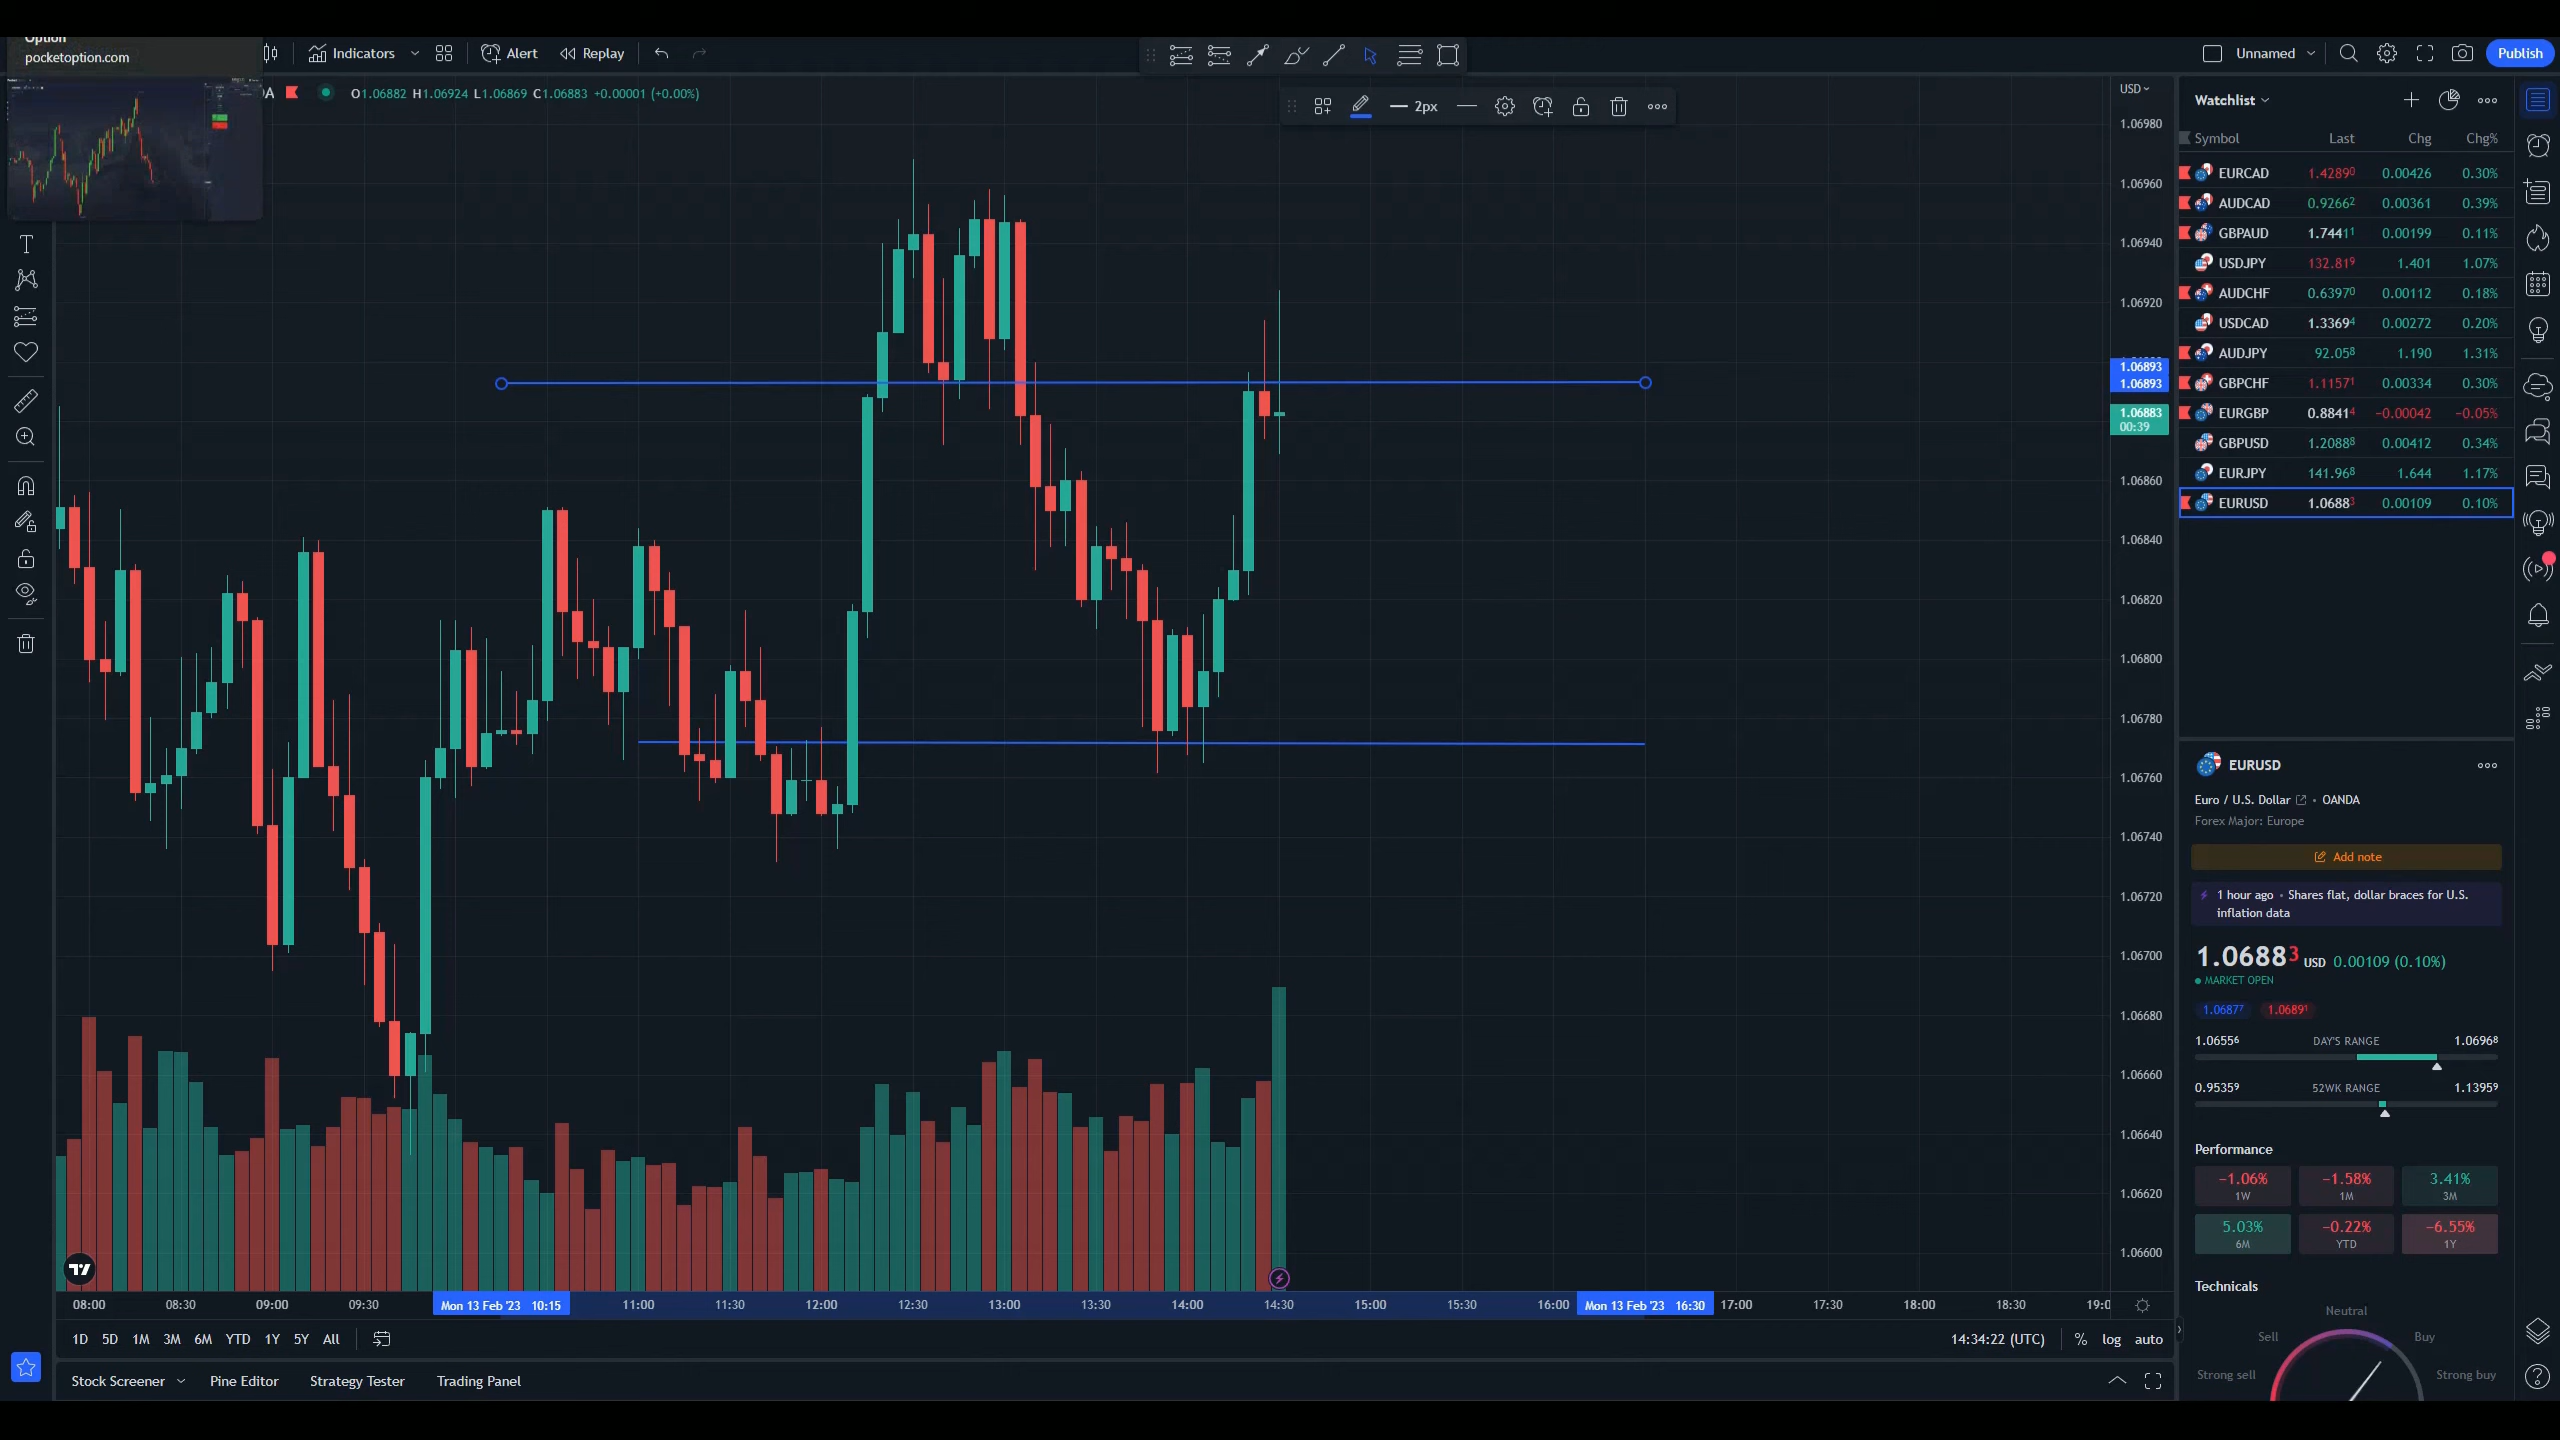 Option
pocketoption.com
Indicators
Alert
Replay
Unnamed
Publish
A
O1.06882 H1.06924 L1.06869 C1.06883 +0.00001 (+0.00%)
2px
USD
1.06980
1.06960
1.06940
1.06920
1.06893
1.06893
1.06883
00:39
1.06860
1.06840
1.06820
1.06800
1.06780
1.06760
1.06740
1.06720
1.06700
1.06680
1.06660
1.06640
1.06620
1.06600
Watchlist
Symbol Last Chg Chg%
EURCAD 1.42890 0.00426 0.30%
AUDCAD 0.92662 0.00361 0.39%
GBPAUD 1.74411 0.00199 0.11%
USDJPY 132.819 1.401 1.07%
AUDCHF 0.63970 0.00112 0.18%
USDCAD 1.33694 0.00272 0.20%
AUDJPY 92.058 1.190 1.31%
GBPCHF 1.11571 0.00334 0.30%
EURGBP 0.88414 −0.00042 −0.05%
GBPUSD 1.20888 0.00412 0.34%
EURJPY 141.968 1.644 1.17%
EURUSD 1.06883 0.00109 0.10%
EURUSD
Euro / U.S. Dollar • OANDA
Forex Major: Europe
Add note
1 hour ago • Shares flat, dollar braces for U.S.
inflation data
1.06883 USD 0.00109 (0.10%)
MARKET OPEN
1.06877 1.06891
1.06556 DAY'S RANGE 1.06968
0.95359 52WK RANGE 1.13959
Performance
−1.06% −1.58% 3.41%
1W 1M 3M
5.03% −0.22% −6.55%
6M YTD 1Y
Technicals
Neutral
Sell Buy
Strong sell Strong buy
08:00 08:30 09:00 09:30 Mon 13 Feb '23 10:15 11:00 11:30 12:00 12:30 13:00 13:30 14:00 14:30 15:00 15:30 16:00 Mon 13 Feb '23 16:30 17:00 17:30 18:00 18:30
1D 5D 1M 3M 6M YTD 1Y 5Y All
14:34:22 (UTC) % log auto
Stock Screener Pine Editor Strategy Tester Trading Panel